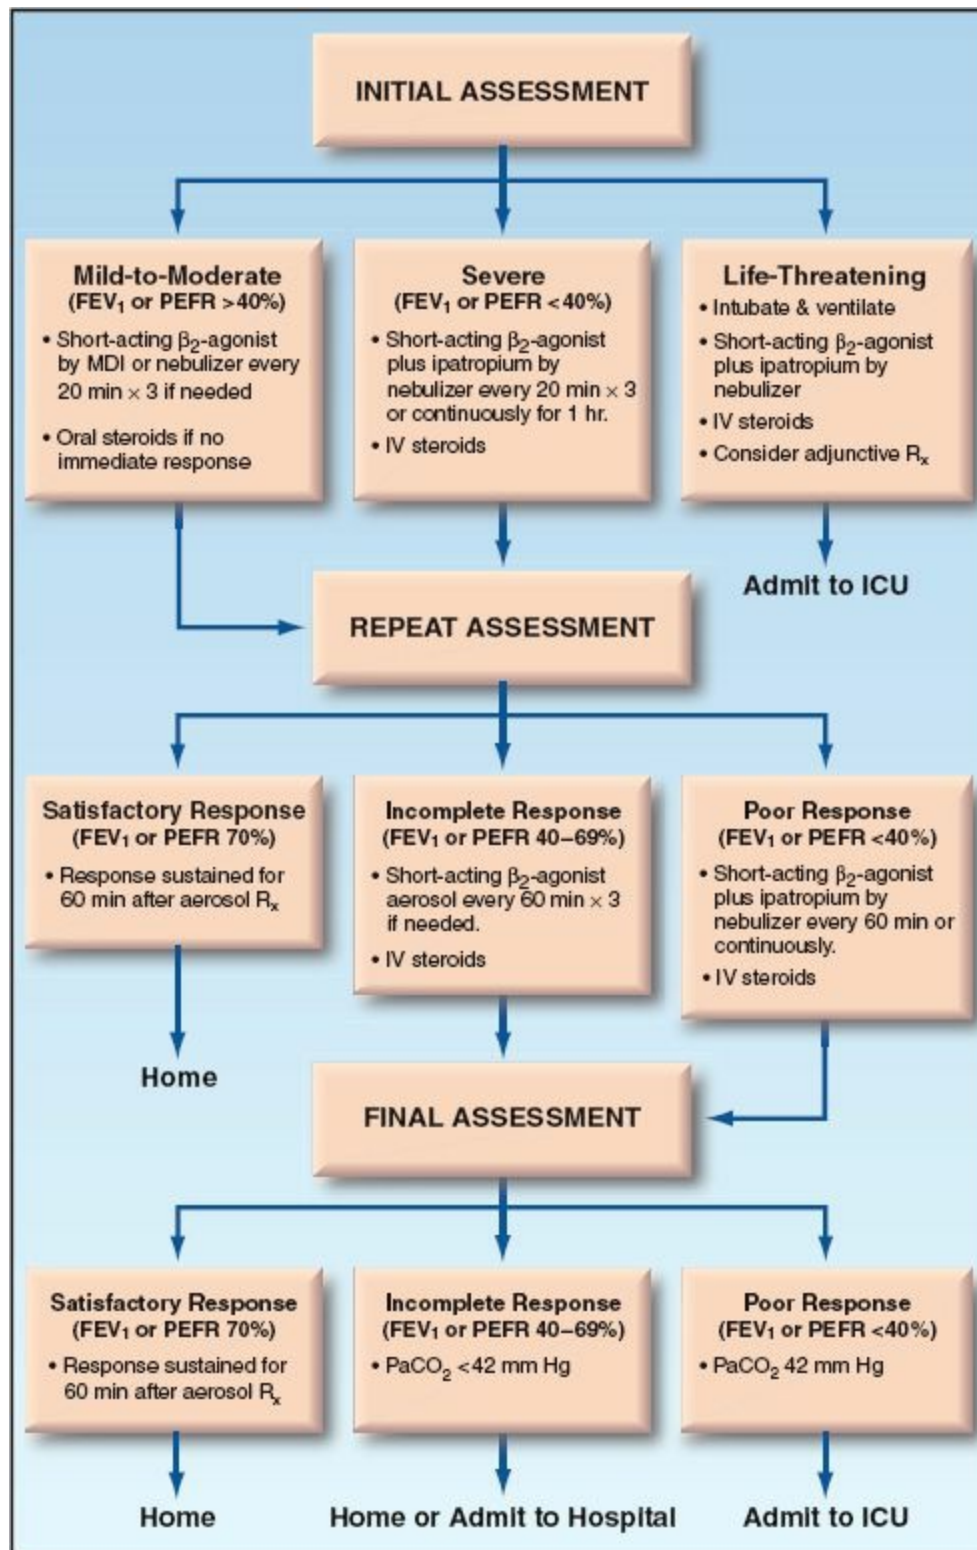 INITIAL ASSESSMENT
Mild-to-Moderate
(FEV₁ or PEFR >40%)
• Short-acting β₂-agonist
by MDI or nebulizer every
20 min × 3 if needed
• Oral steroids if no
immediate response
Severe
(FEV₁ or PEFR <40%)
• Short-acting β₂-agonist
plus ipatropium by
nebulizer every 20 min × 3
or continuously for 1 hr.
• IV steroids
Life-Threatening
• Intubate & ventilate
• Short-acting β₂-agonist
plus ipatropium by
nebulizer
• IV steroids
• Consider adjunctive Rₓ
Admit to ICU
REPEAT ASSESSMENT
Satisfactory Response
(FEV₁ or PEFR 70%)
• Response sustained for
60 min after aerosol Rₓ
Home
Incomplete Response
(FEV₁ or PEFR 40–69%)
• Short-acting β₂-agonist
aerosol every 60 min × 3
if needed.
• IV steroids
Poor Response
(FEV₁ or PEFR <40%)
• Short-acting β₂-agonist
plus ipatropium by
nebulizer every 60 min or
continuously.
• IV steroids
FINAL ASSESSMENT
Satisfactory Response
(FEV₁ or PEFR 70%)
• Response sustained for
60 min after aerosol Rₓ
Home
Incomplete Response
(FEV₁ or PEFR 40–69%)
• PaCO₂ <42 mm Hg
Home or Admit to Hospital
Poor Response
(FEV₁ or PEFR <40%)
• PaCO₂ 42 mm Hg
Admit to ICU